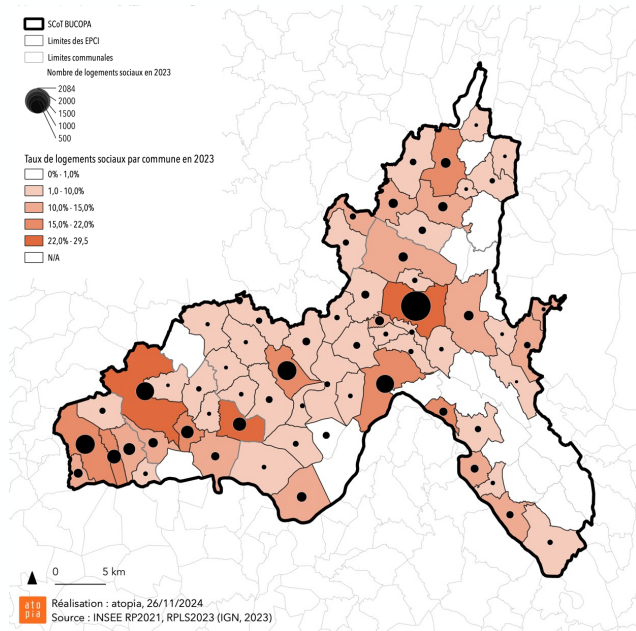 SCoT BUCOPA
Limites des EPCI
Limites communales
Nombre de logements sociaux en 2023
2084
2000
1500
1000
500
Taux de logements sociaux par commune en 2023
0% - 1,0%
1,0 - 10,0%
10,0% - 15,0%
15,0% - 22,0%
22,0% - 29,5
N/A
0 5 km
ato
pia
Réalisation : atopia, 26/11/2024
Source : INSEE RP2021, RPLS2023 (IGN, 2023)